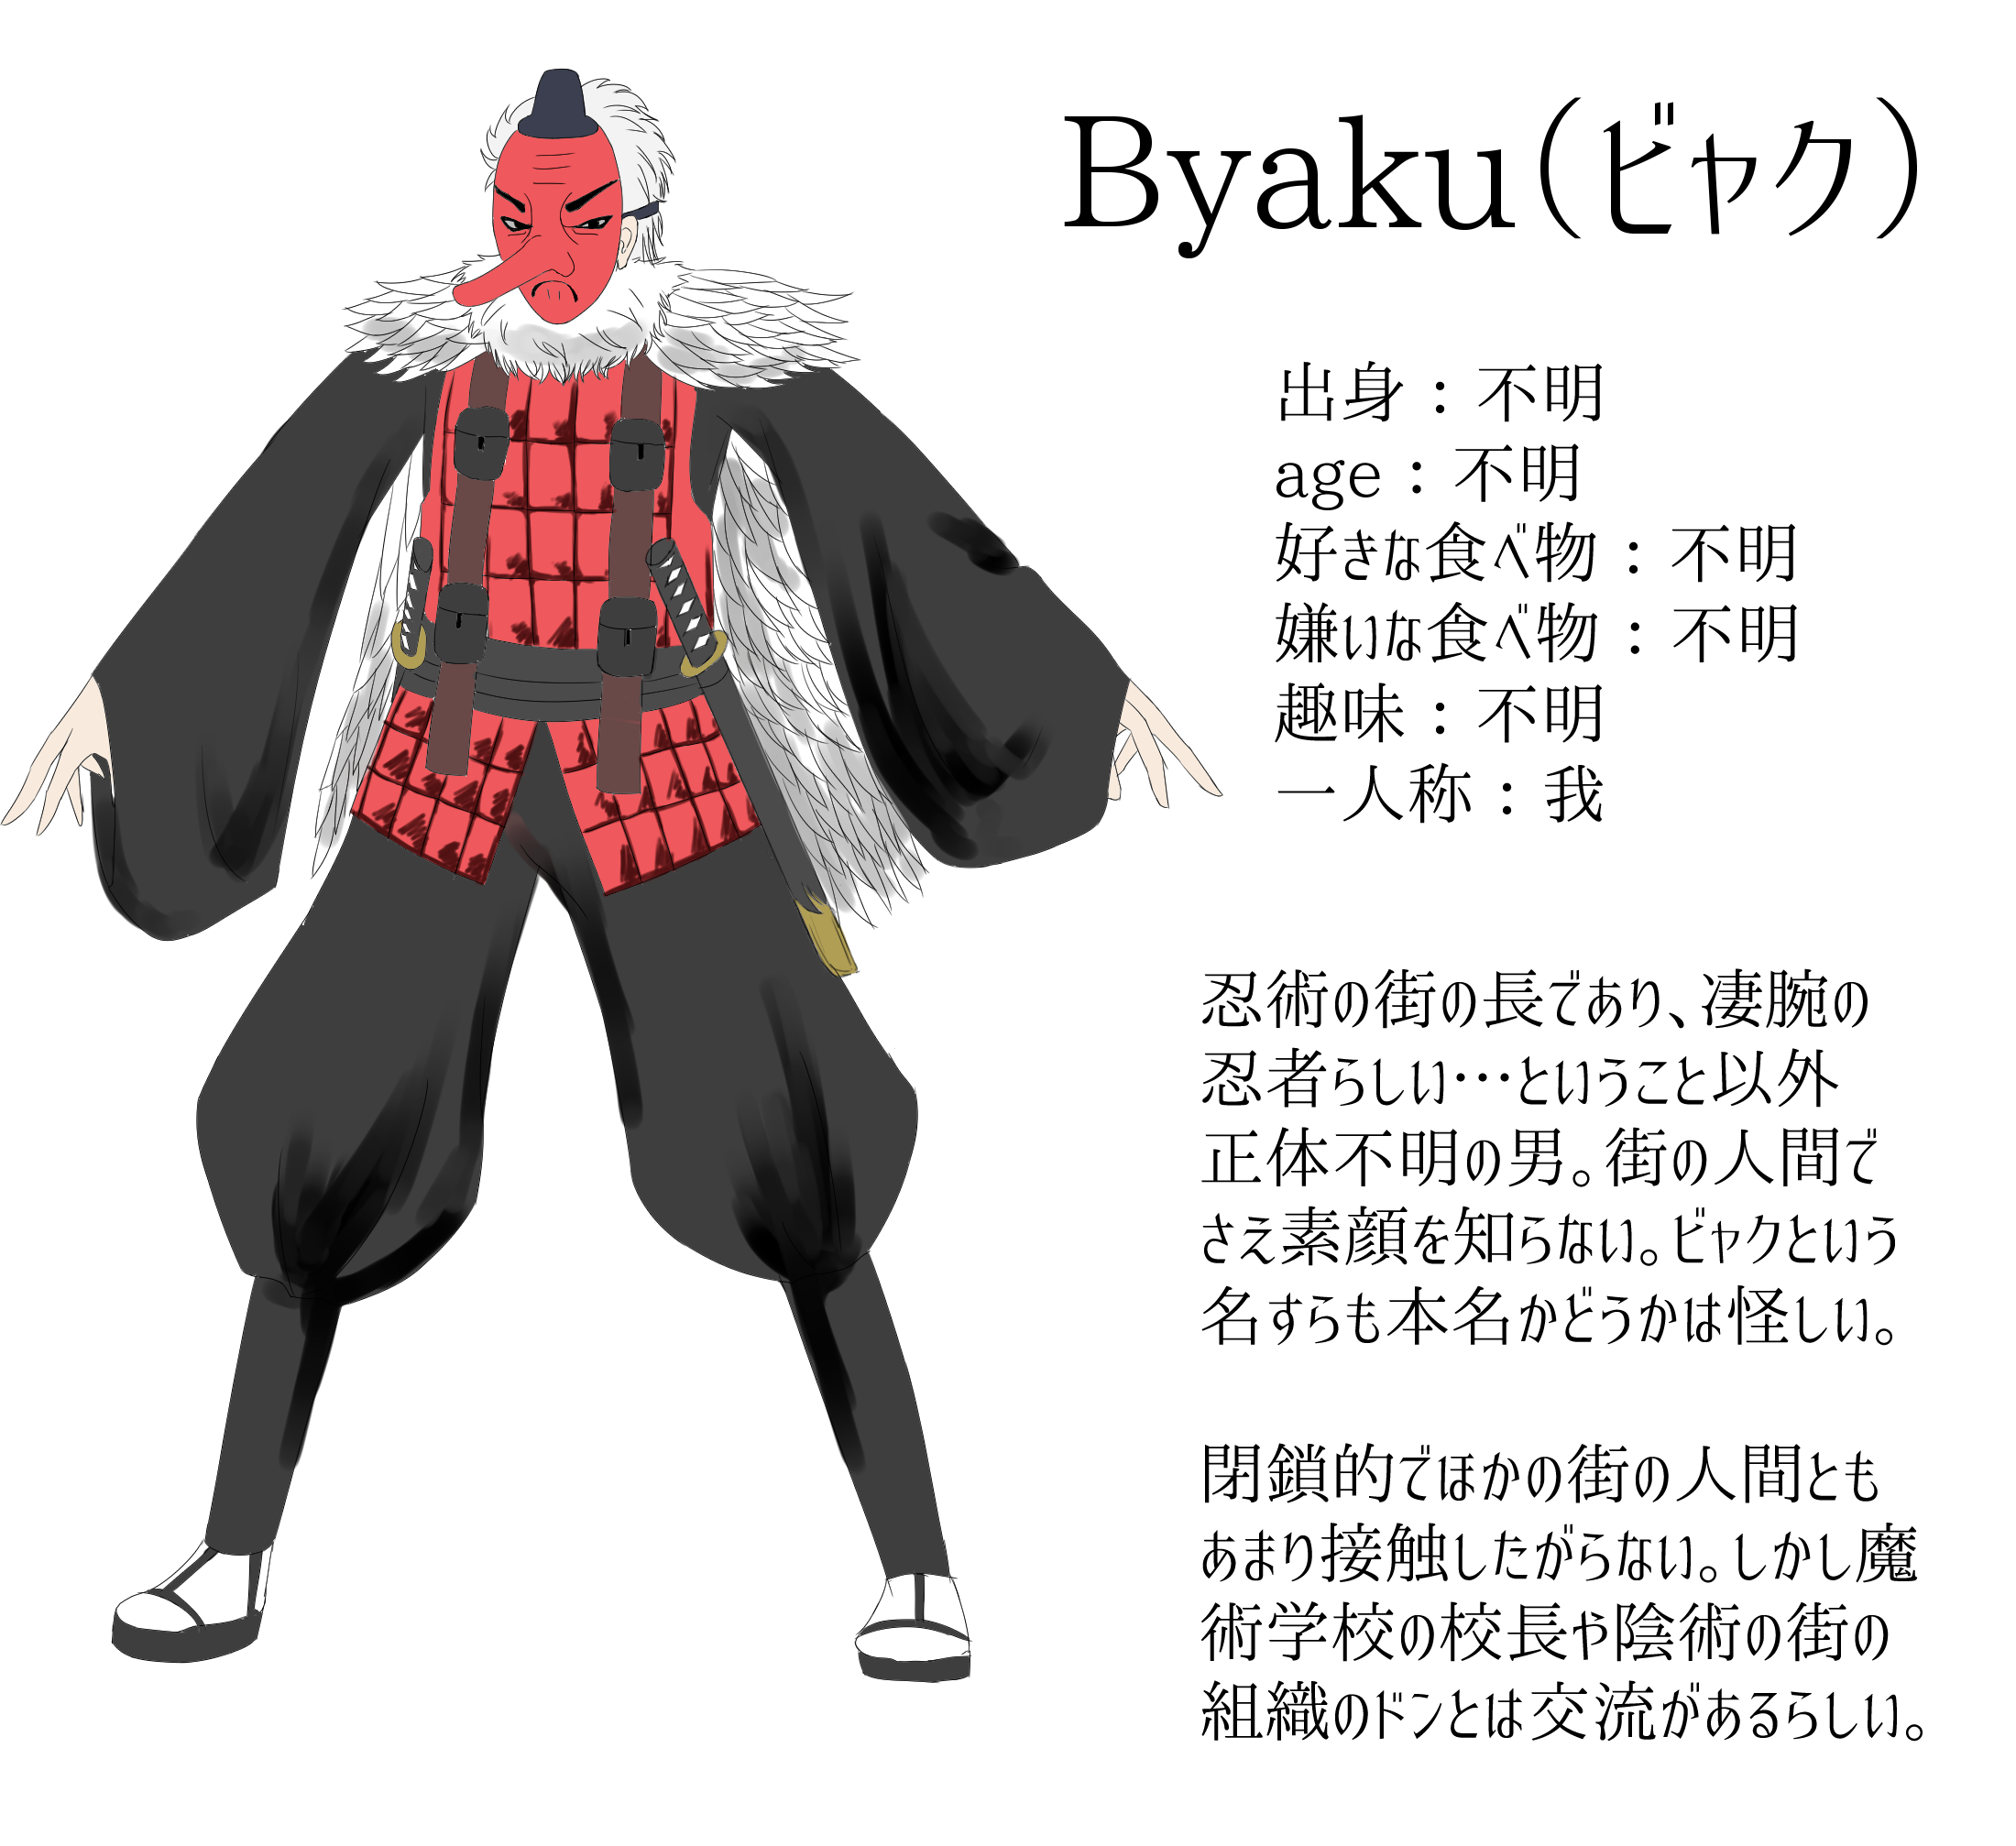 Byaku（ビャク）
出身：不明
age：不明
好きな食べ物：不明
嫌いな食べ物：不明
趣味：不明
一人称：我
忍術の街の長であり、凄腕の
忍者らしい…ということ以外
正体不明の男。街の人間で
さえ素顔を知らない。ビャクという
名すらも本名かどうかは怪しい。
閉鎖的でほかの街の人間とも
あまり接触したがらない。しかし魔
術学校の校長や陰術の街の
組織のドンとは交流があるらしい。